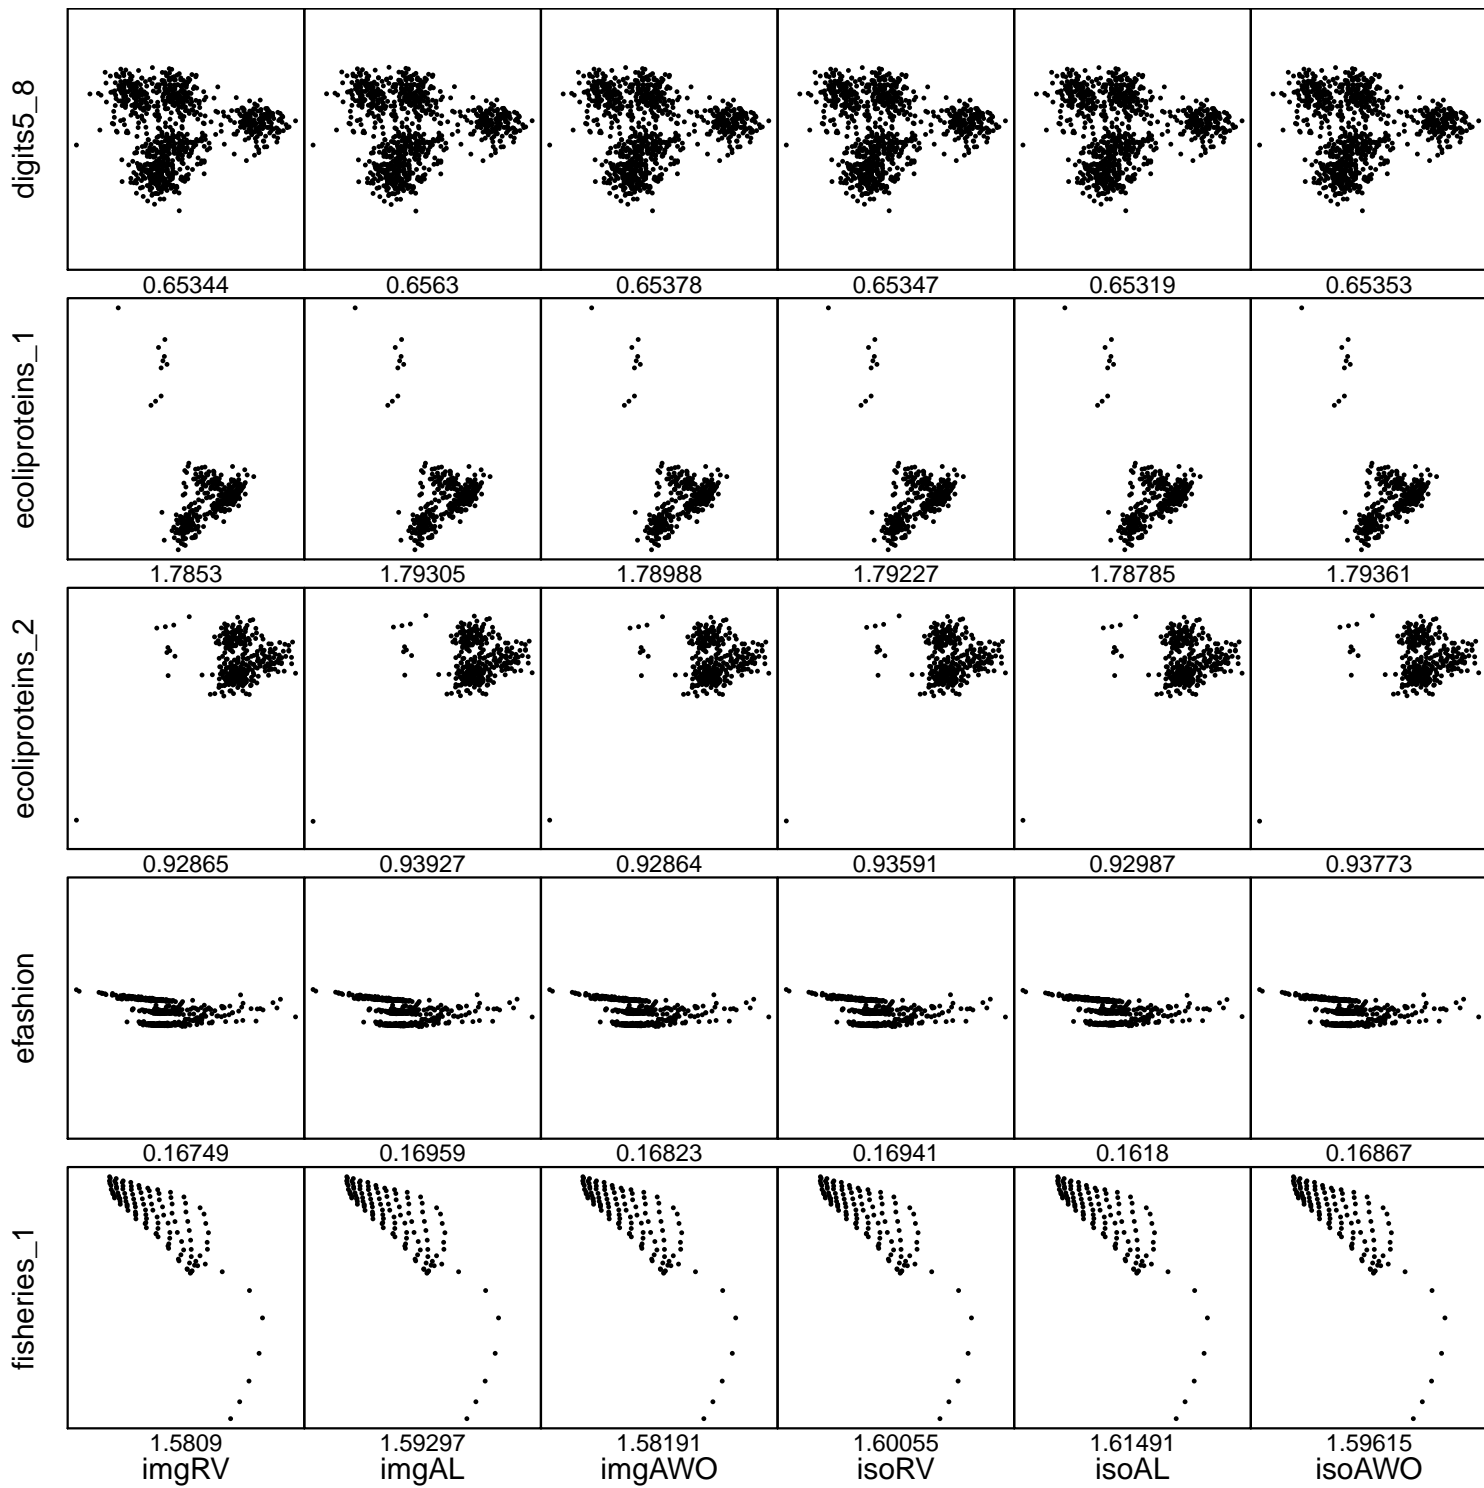 digits5_8
0.65344 0.6563 0.65378 0.65347 0.65319 0.65353
ecoliproteins_1
1.7853 1.79305 1.78988 1.79227 1.78785 1.79361
ecoliproteins_2
0.92865 0.93927 0.92864 0.93591 0.92987 0.93773
efashion
0.16749 0.16959 0.16823 0.16941 0.1618 0.16867
fisheries_1
1.5809 1.59297 1.58191 1.60055 1.61491 1.59615
imgRV imgAL imgAWO isoRV isoAL isoAWO